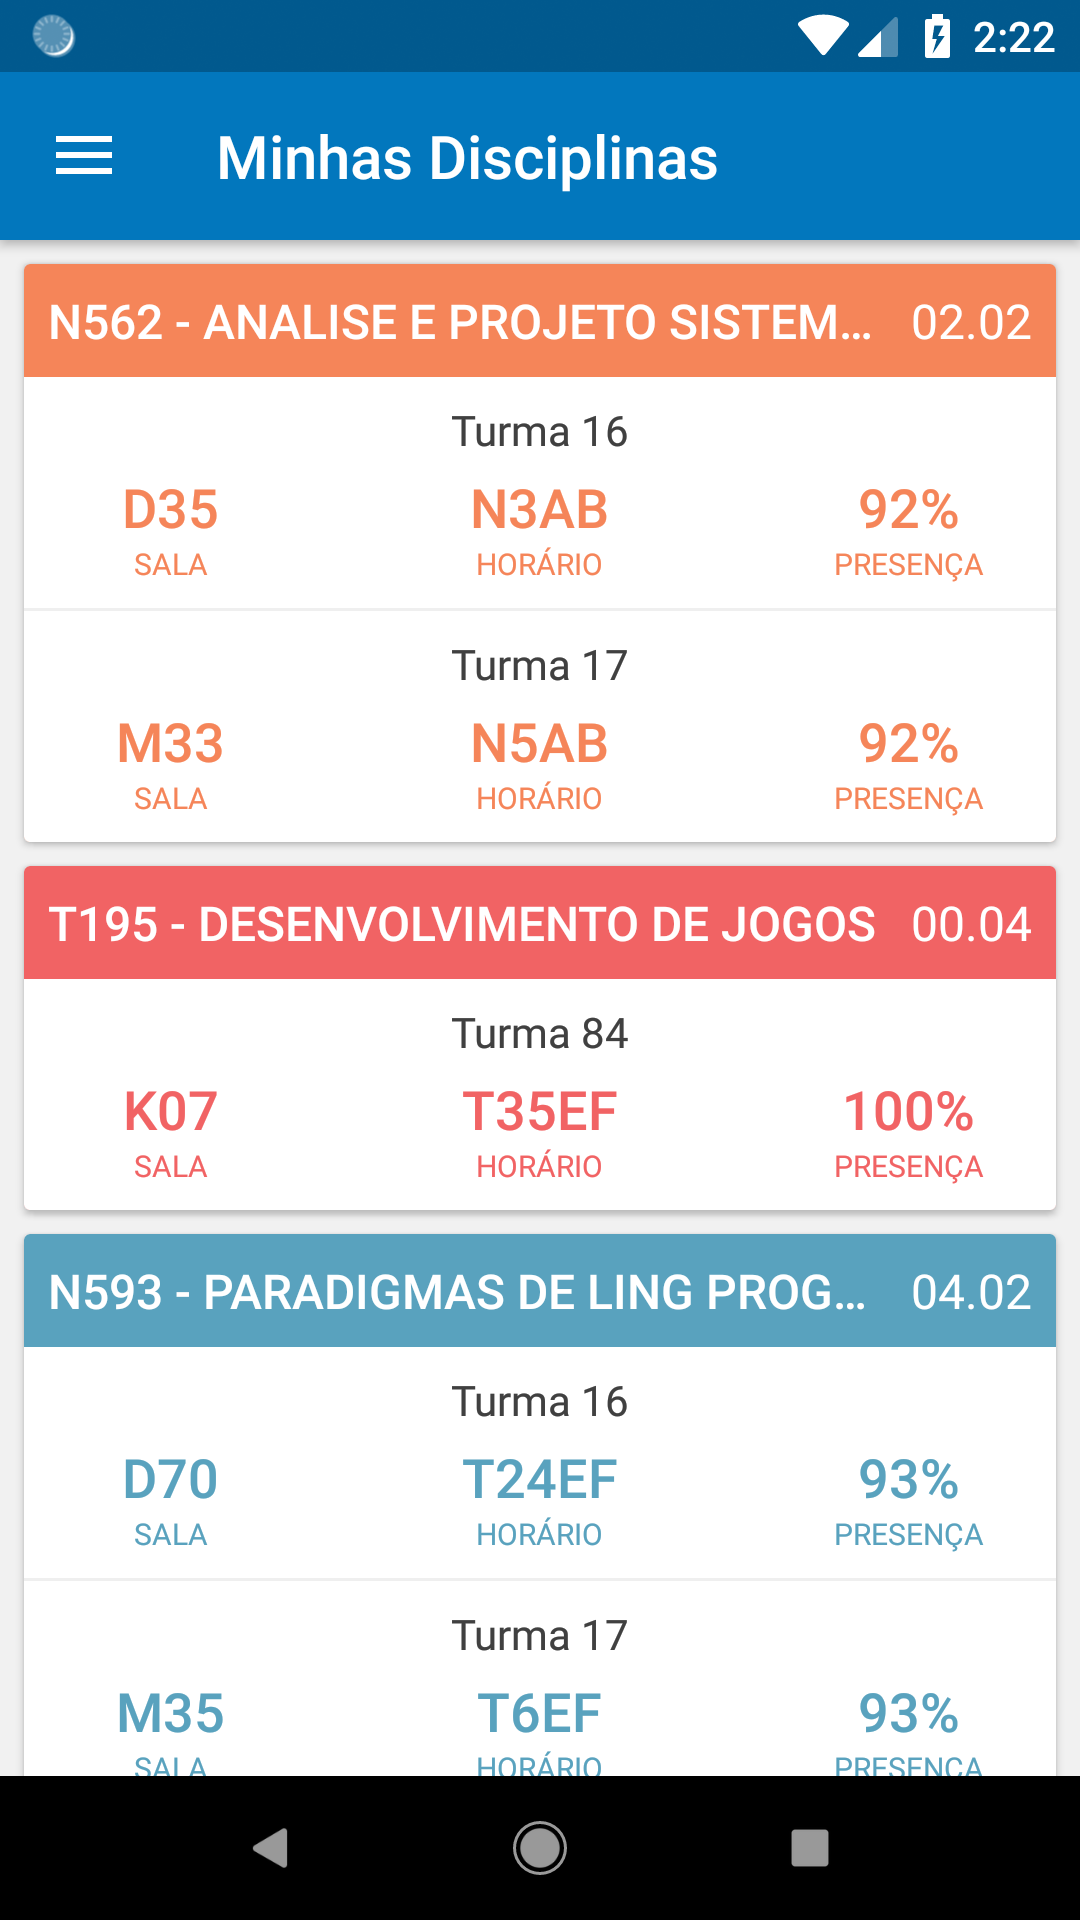 2:22
Minhas Disciplinas
N562 - ANALISE E PROJETO SISTEM... 02.02
Turma 16
D35 N3AB 92%
SALA HORÁRIO PRESENÇA
Turma 17
M33 N5AB 92%
SALA HORÁRIO PRESENÇA
T195 - DESENVOLVIMENTO DE JOGOS 00.04
Turma 84
K07 T35EF 100%
SALA HORÁRIO PRESENÇA
N593 - PARADIGMAS DE LING PROG... 04.02
Turma 16
D70 T24EF 93%
SALA HORÁRIO PRESENÇA
Turma 17
M35 T6EF 93%
SALA HORÁRIO PRESENÇA